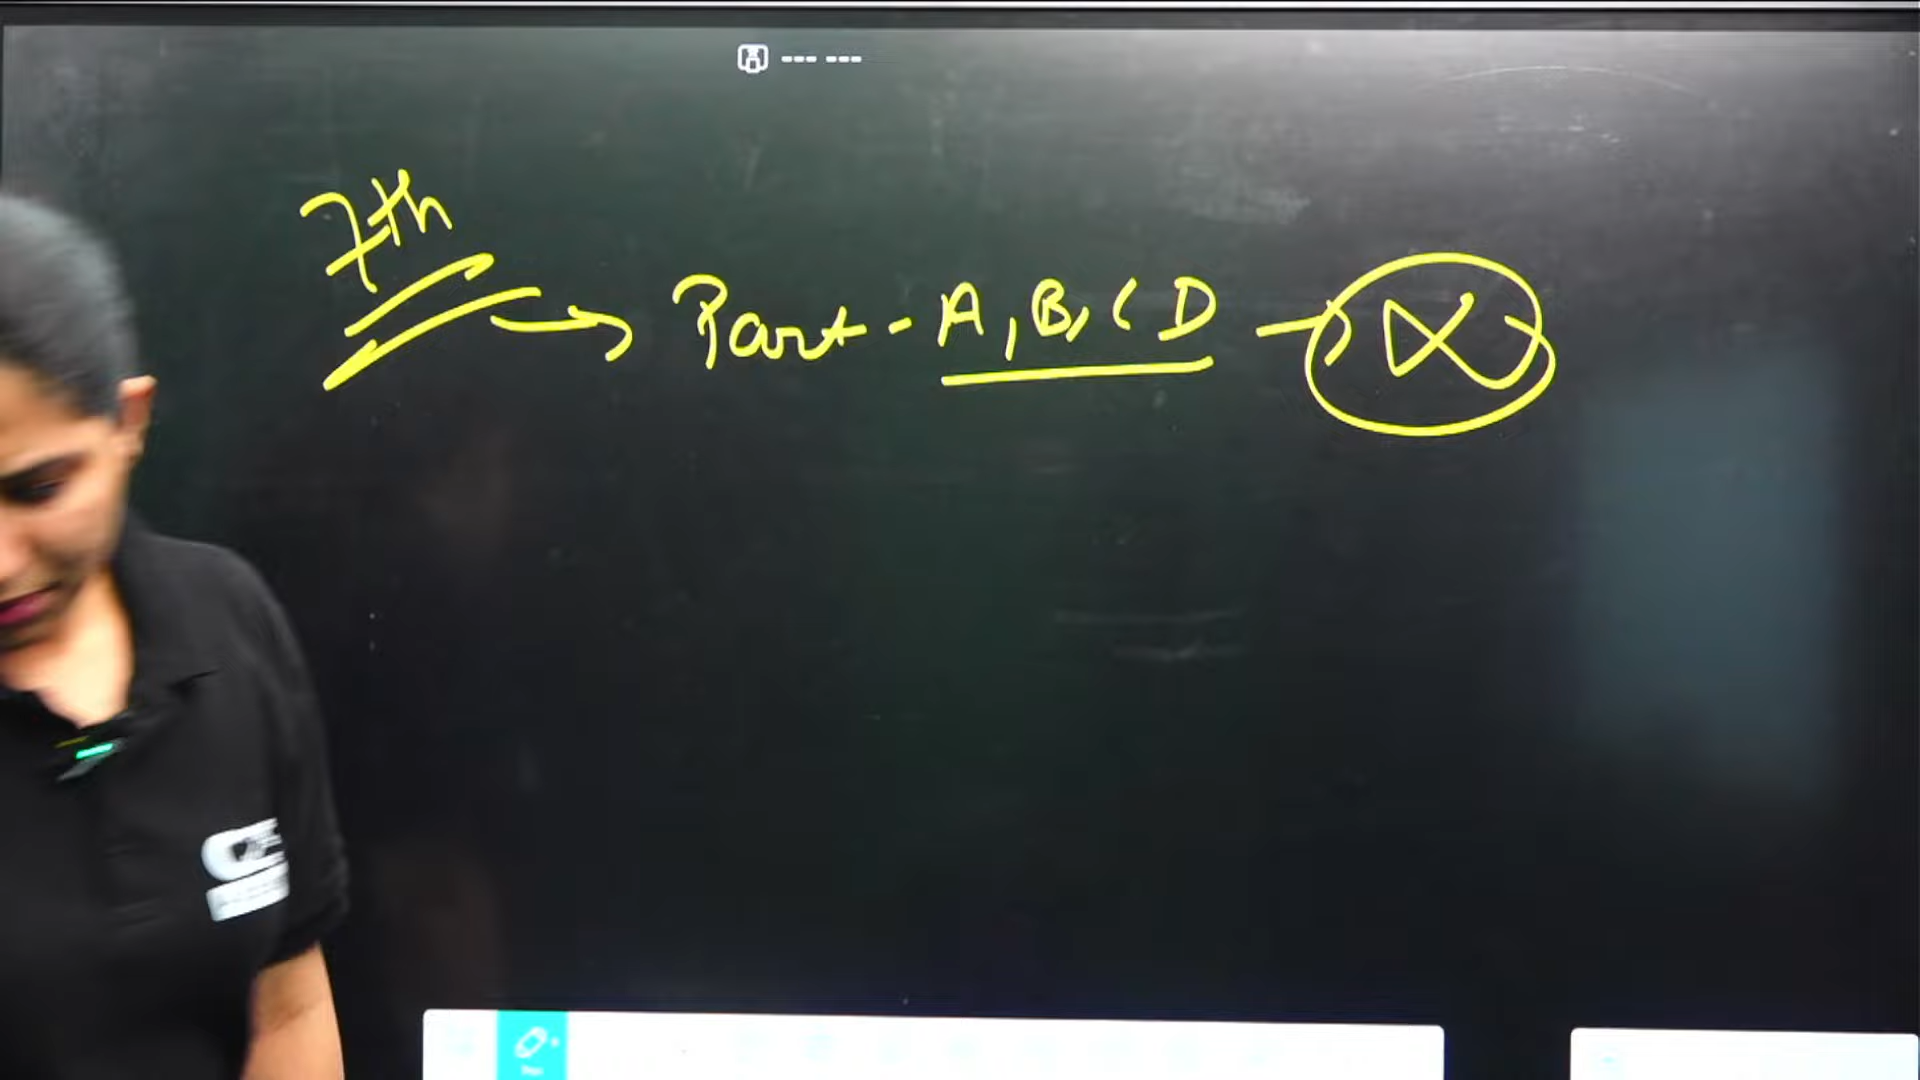 7th
→ Part - A, B, C D →